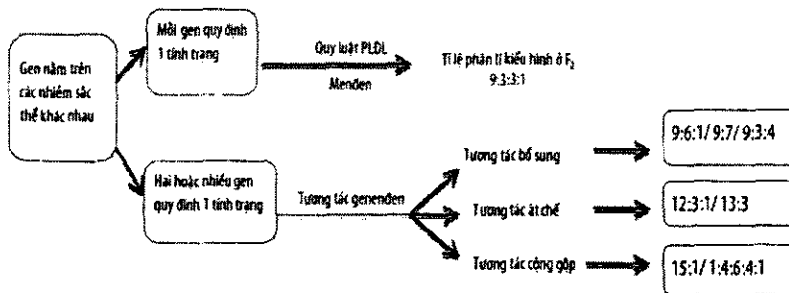 Gen nằm trên
các nhiễm sắc
thể khác nhau
Mỗi gen quy định
1 tính trạng
Quy luật PLDL
Menden
Tỉ lệ phân tí kiểu hình ở F₂
9:3:3:1
Hai hoặc nhiều gen
quy định 1 tính trạng
Tương tác genenden
Tương tác bổ sung
9:6:1/ 9:7/ 9:3:4
Tương tác át chế
12:3:1/ 13:3
Tương tác cộng gộp
15:1/ 1:4:6:4:1